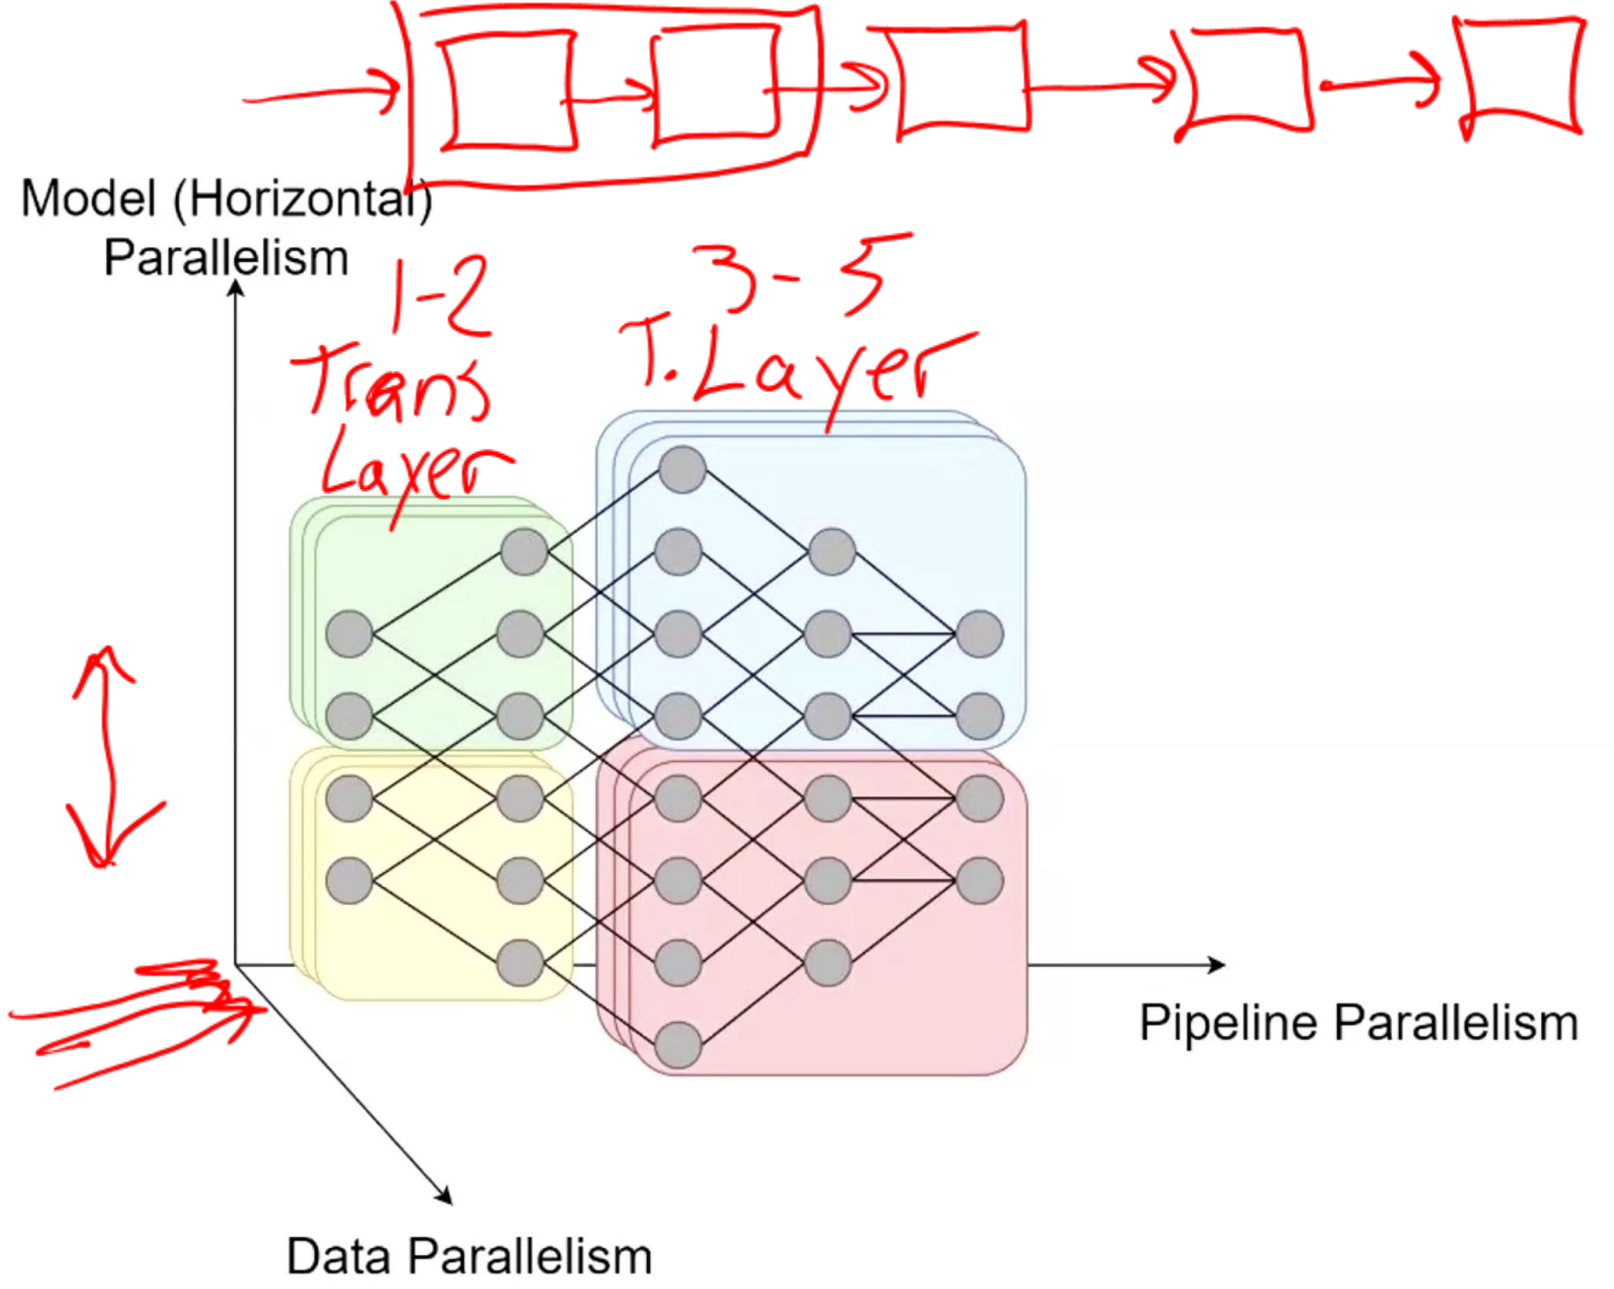 Model (Horizontal)
Parallelism
1-2
Trans
Layer
3-5
T. Layer
Pipeline Parallelism
Data Parallelism